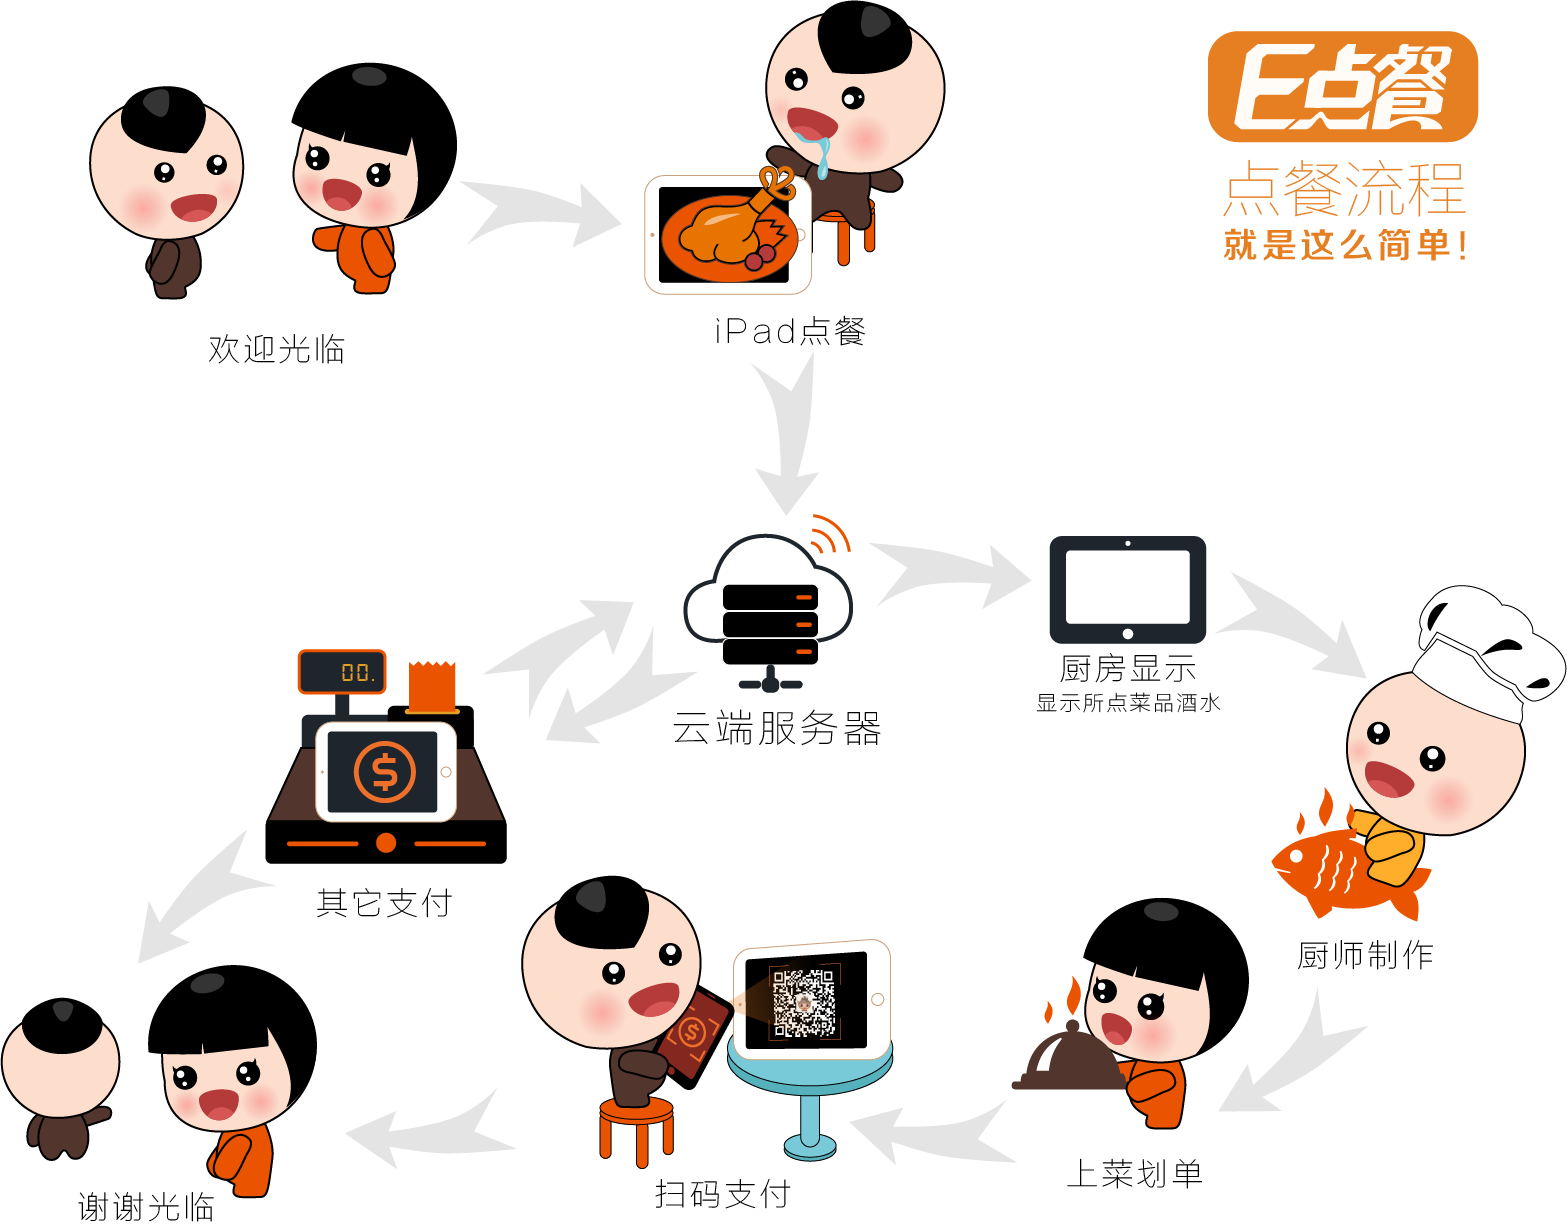 E点餐
点餐流程
就是这么简单!
欢迎光临
iPad点餐
云端服务器
厨房显示
显示所点菜品酒水
00.
$
其它支付
厨师制作
$
上菜划单
扫码支付
谢谢光临